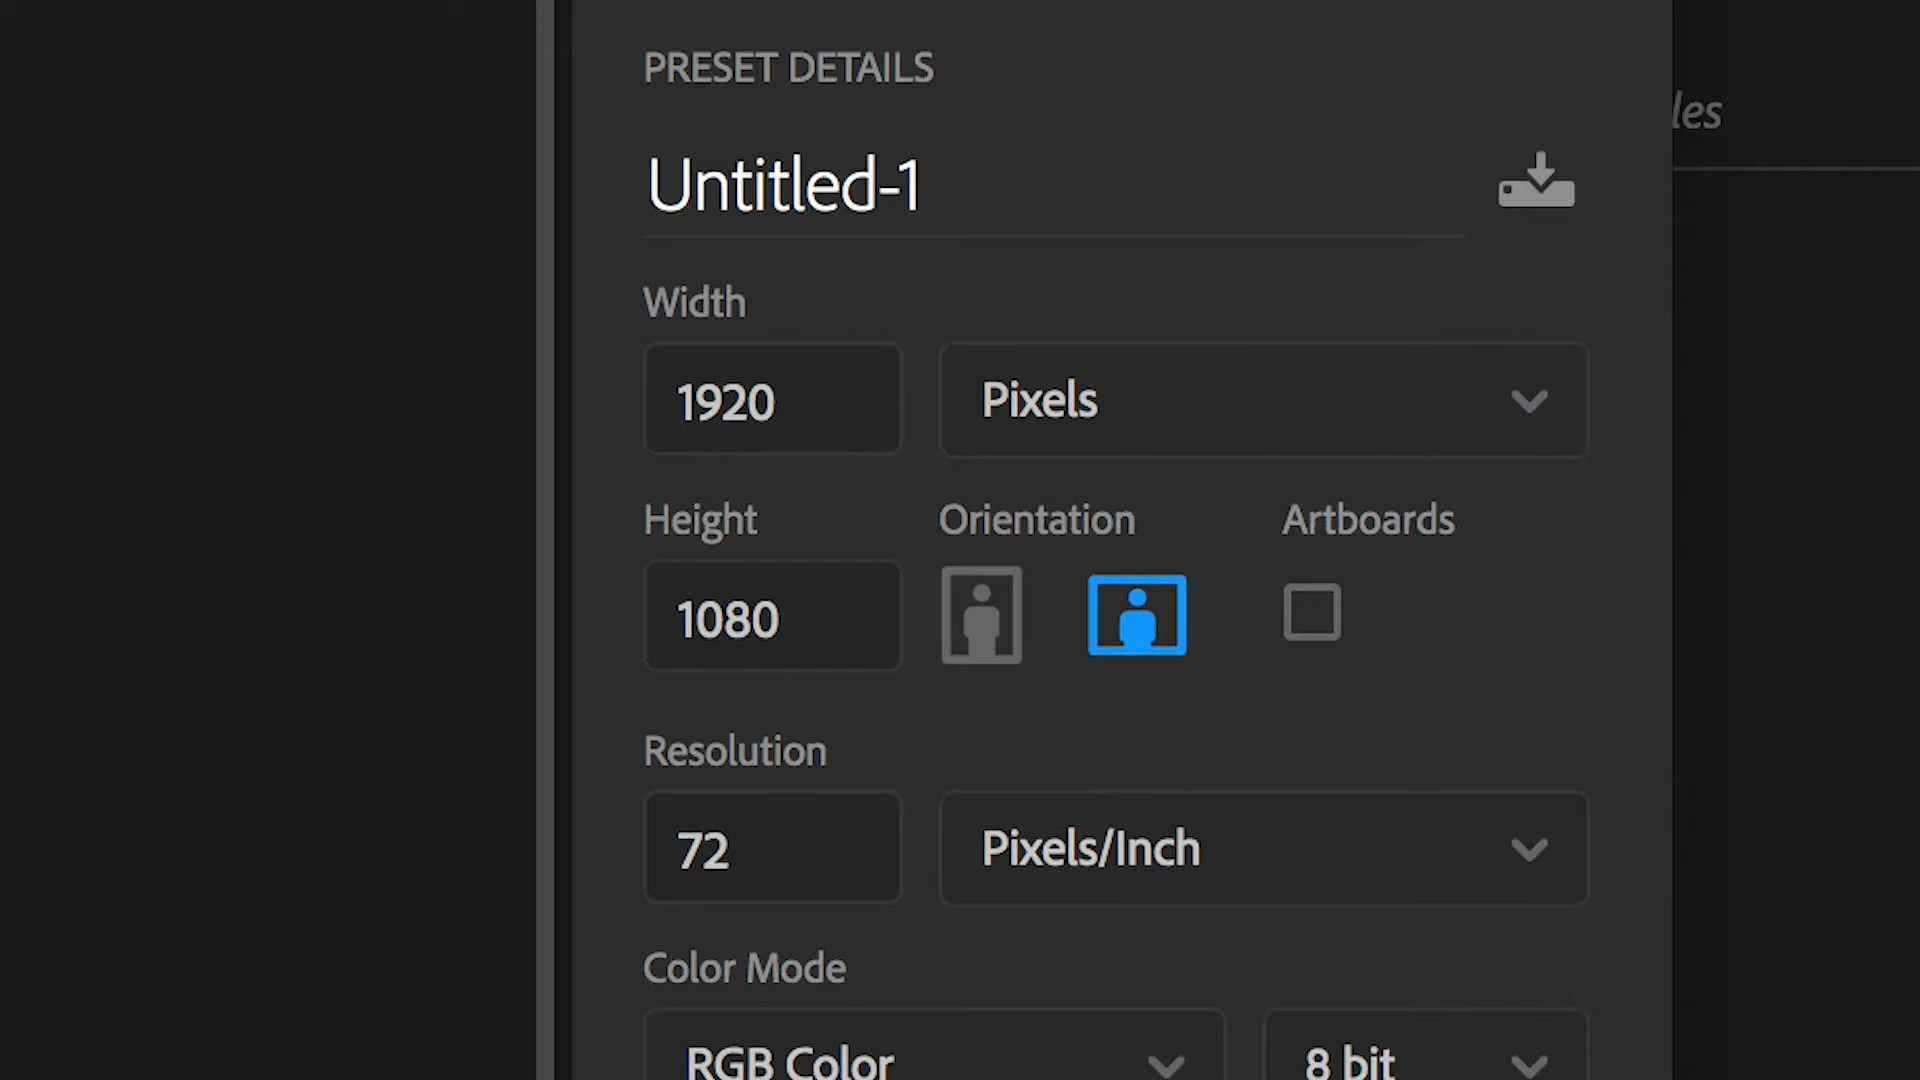 PRESET DETAILS
les
Untitled-1
Width
1920 Pixels
Height Orientation Artboards
1080
Resolution
72 Pixels/Inch
Color Mode
RGB Color 8 bit